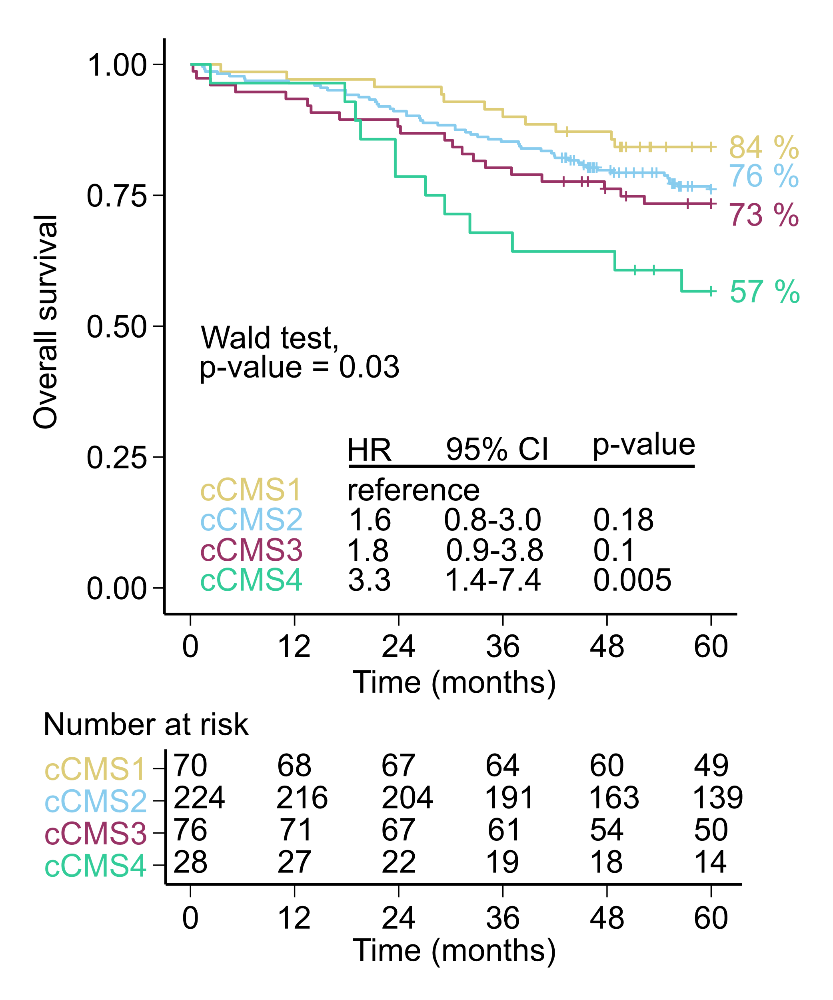 1.00
0.75
0.50
0.25
0.00
Overall survival
84 %
76 %
73 %
57 %
Wald test,
p-value = 0.03
HR 95% CI p-value
cCMS1 reference
cCMS2 1.6 0.8-3.0 0.18
cCMS3 1.8 0.9-3.8 0.1
cCMS4 3.3 1.4-7.4 0.005
0 12 24 36 48 60
Time (months)
Number at risk
cCMS1 70 68 67 64 60 49
cCMS2 224 216 204 191 163 139
cCMS3 76 71 67 61 54 50
cCMS4 28 27 22 19 18 14
0 12 24 36 48 60
Time (months)